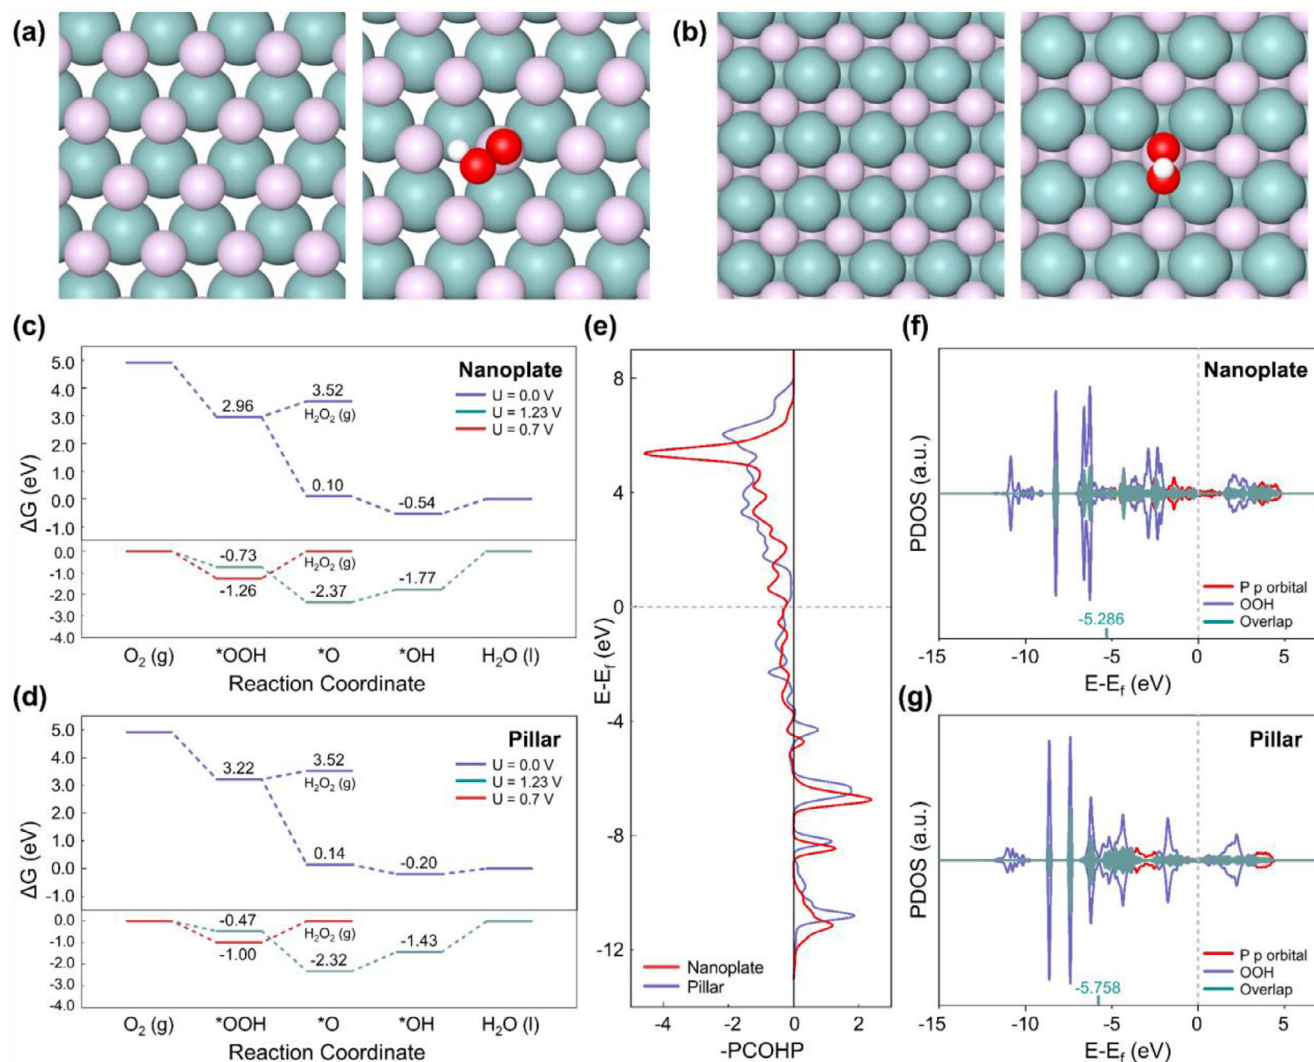 (a)
(b)
(c)
Nanoplate
U = 0.0 V
U = 1.23 V
U = 0.7 V
5.0
4.0
3.0
2.0
1.0
0.0
-1.0
2.96
3.52
H₂O₂ (g)
0.10
-0.54
0.0
-1.0
-2.0
-3.0
4.0
-0.73
-1.26
H₂O₂ (g)
-2.37
-1.77
ΔG (eV)
O₂ (g)
*OOH
*O
*OH
H₂O (l)
Reaction Coordinate
(d)
Pillar
U = 0.0 V
U = 1.23 V
U = 0.7 V
5.0
4.0
3.0
2.0
1.0
0.0
-1.0
3.22
3.52
H₂O₂ (g)
0.14
-0.20
0.0
-1.0
-2.0
-3.0
4.0
-0.47
-1.00
H₂O₂ (g)
-2.32
-1.43
ΔG (eV)
O₂ (g)
*OOH
*O
*OH
H₂O (l)
Reaction Coordinate
(e)
8
4
0
-4
-8
-12
E-Ef (eV)
Nanoplate
Pillar
-4
-2
0
2
-PCOHP
(f)
Nanoplate
PDOS (a.u.)
P p orbital
OOH
Overlap
-5.286
-15
-10
-5
0
5
E-Ef (eV)
(g)
Pillar
PDOS (a.u.)
P p orbital
OOH
Overlap
-5.758
-15
-10
-5
0
5
E-Ef (eV)